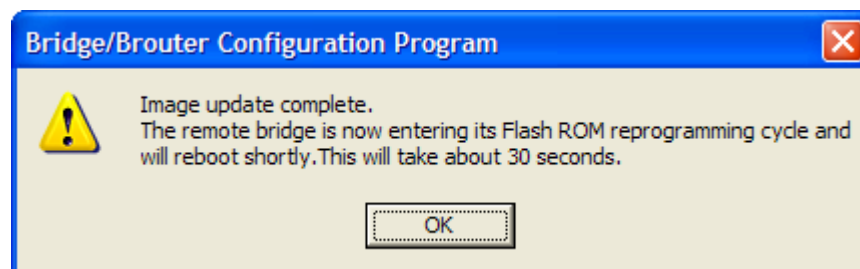 Bridge/Brouter Configuration Program
Image update complete.
The remote bridge is now entering its Flash ROM reprogramming cycle and
will reboot shortly.This will take about 30 seconds.
OK